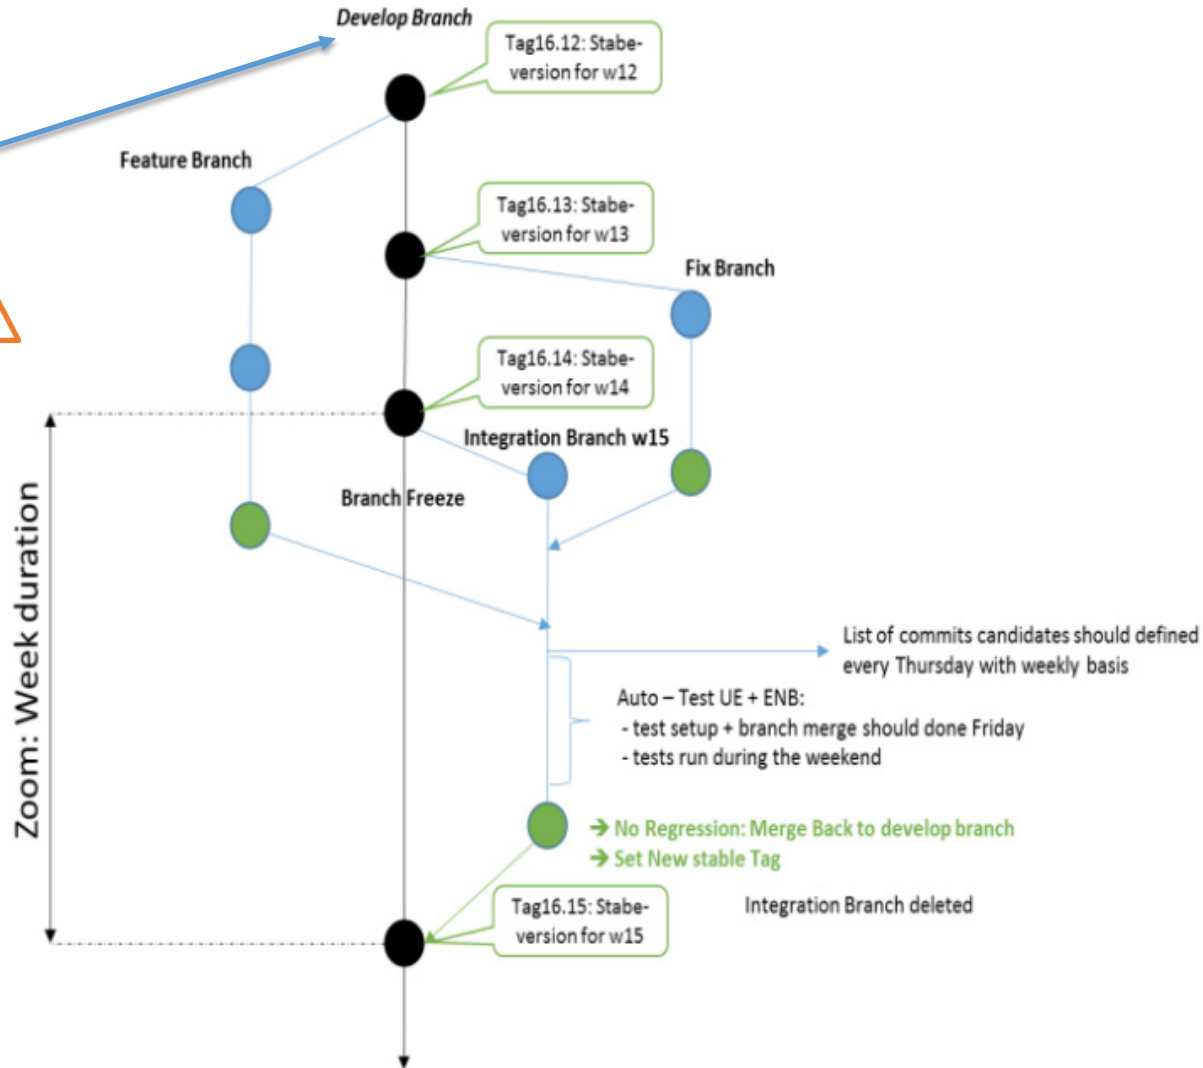 Develop Branch
Tag16.12: Stabe-
version for w12
Feature Branch
Tag16.13: Stabe-
version for w13
Fix Branch
Tag16.14: Stabe-
version for w14
Integration Branch w15
Branch Freeze
Zoom: Week duration
List of commits candidates should defined
every Thursday with weekly basis
Auto – Test UE + ENB:
- test setup + branch merge should done Friday
- tests run during the weekend
➔ No Regression: Merge Back to develop branch
➔ Set New stable Tag
Tag16.15: Stabe-
version for w15
Integration Branch deleted